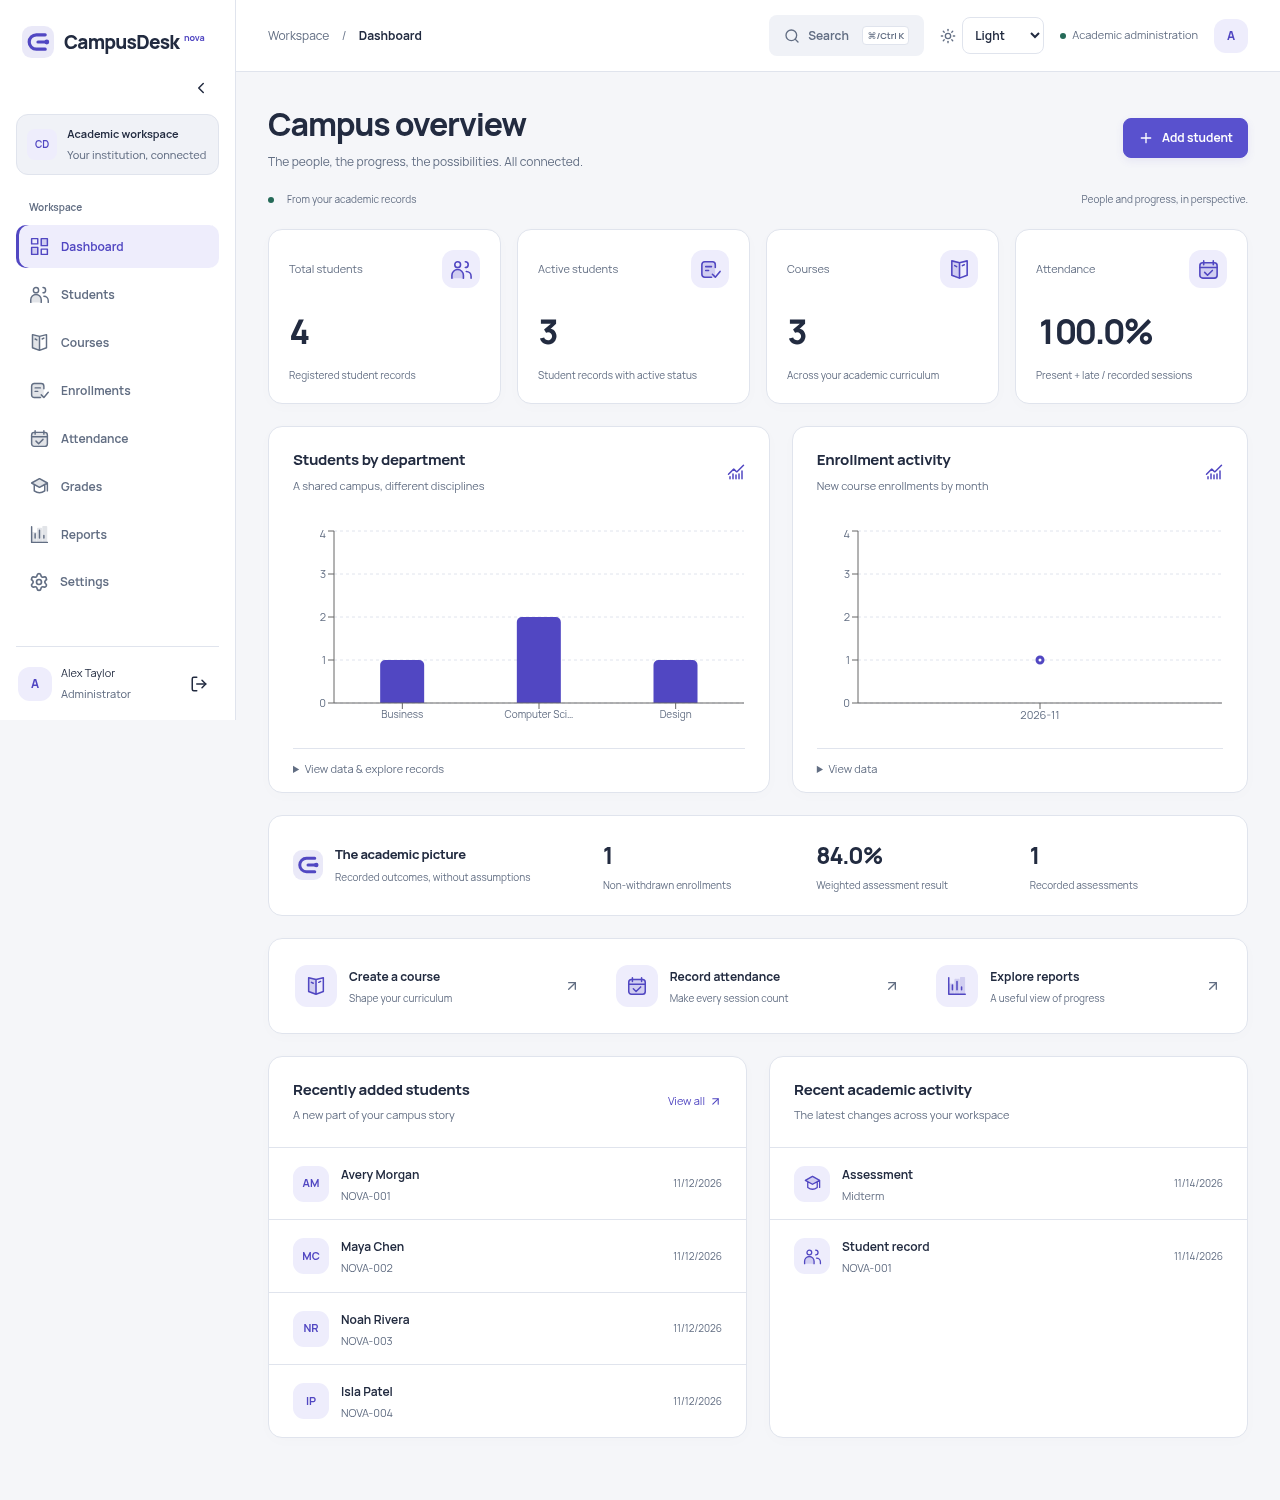 CampusDesk nova
CD
Academic workspace
Your institution, connected
Workspace
Dashboard
Students
Courses
Enrollments
Attendance
Grades
Reports
Settings
A
Alex Taylor
Administrator
Workspace / Dashboard
Search ⌘/Ctrl K
Light
Academic administration
A
Campus overview
The people, the progress, the possibilities. All connected.
Add student
From your academic records
People and progress, in perspective.
Total students
4
Registered student records
Active students
3
Student records with active status
Courses
3
Across your academic curriculum
Attendance
100.0%
Present + late / recorded sessions
Students by department
A shared campus, different disciplines
4
3
2
1
0
Business
Computer Sci...
Design
View data & explore records
Enrollment activity
New course enrollments by month
4
3
2
1
0
2026-11
View data
The academic picture
Recorded outcomes, without assumptions
1
Non-withdrawn enrollments
84.0%
Weighted assessment result
1
Recorded assessments
Create a course
Shape your curriculum
Record attendance
Make every session count
Explore reports
A useful view of progress
Recently added students
A new part of your campus story
View all
AM
Avery Morgan
NOVA-001
11/12/2026
MC
Maya Chen
NOVA-002
11/12/2026
NR
Noah Rivera
NOVA-003
11/12/2026
IP
Isla Patel
NOVA-004
11/12/2026
Recent academic activity
The latest changes across your workspace
Assessment
Midterm
11/14/2026
Student record
NOVA-001
11/14/2026